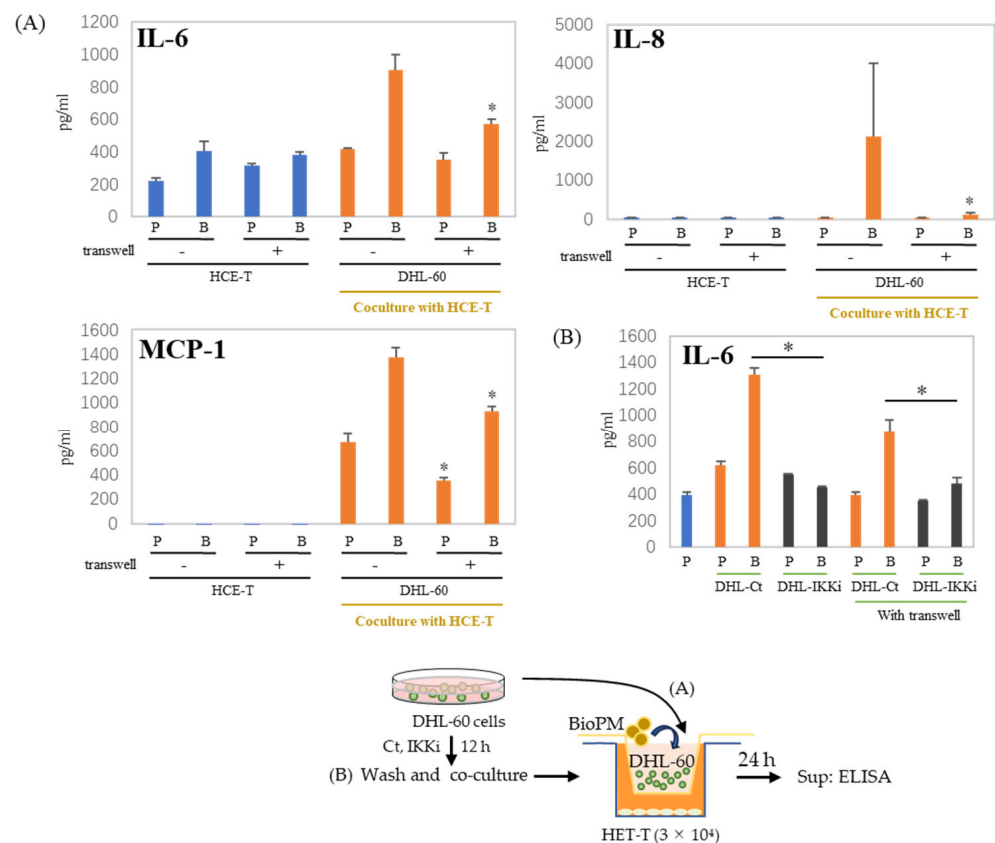 (A)
IL-6
1200
1000
800
600
400
200
0
pg/ml
*
P B P B P B P B
transwell - + - +
HCE-T DHL-60
Coculture with HCE-T
IL-8
5000
4000
3000
2000
1000
0
pg/ml
*
P B P B P B P B
transwell - + - +
HCE-T DHL-60
Coculture with HCE-T
MCP-1
1600
1400
1200
1000
800
600
400
200
0
pg/ml
* *
P B P B P B P B
transwell - + - +
HCE-T DHL-60
Coculture with HCE-T
(B)
IL-6
1600
1400
1200
1000
800
600
400
200
0
pg/ml
* *
P P B P B P B P B
DHL-Ct DHL-IKKi DHL-Ct DHL-IKKi
With transwell
(A)
DHL-60 cells
BioPM
Ct, IKKi 12 h
DHL-60
24 h
(B) Wash and co-culture
Sup: ELISA
HET-T (3 × 10⁴)